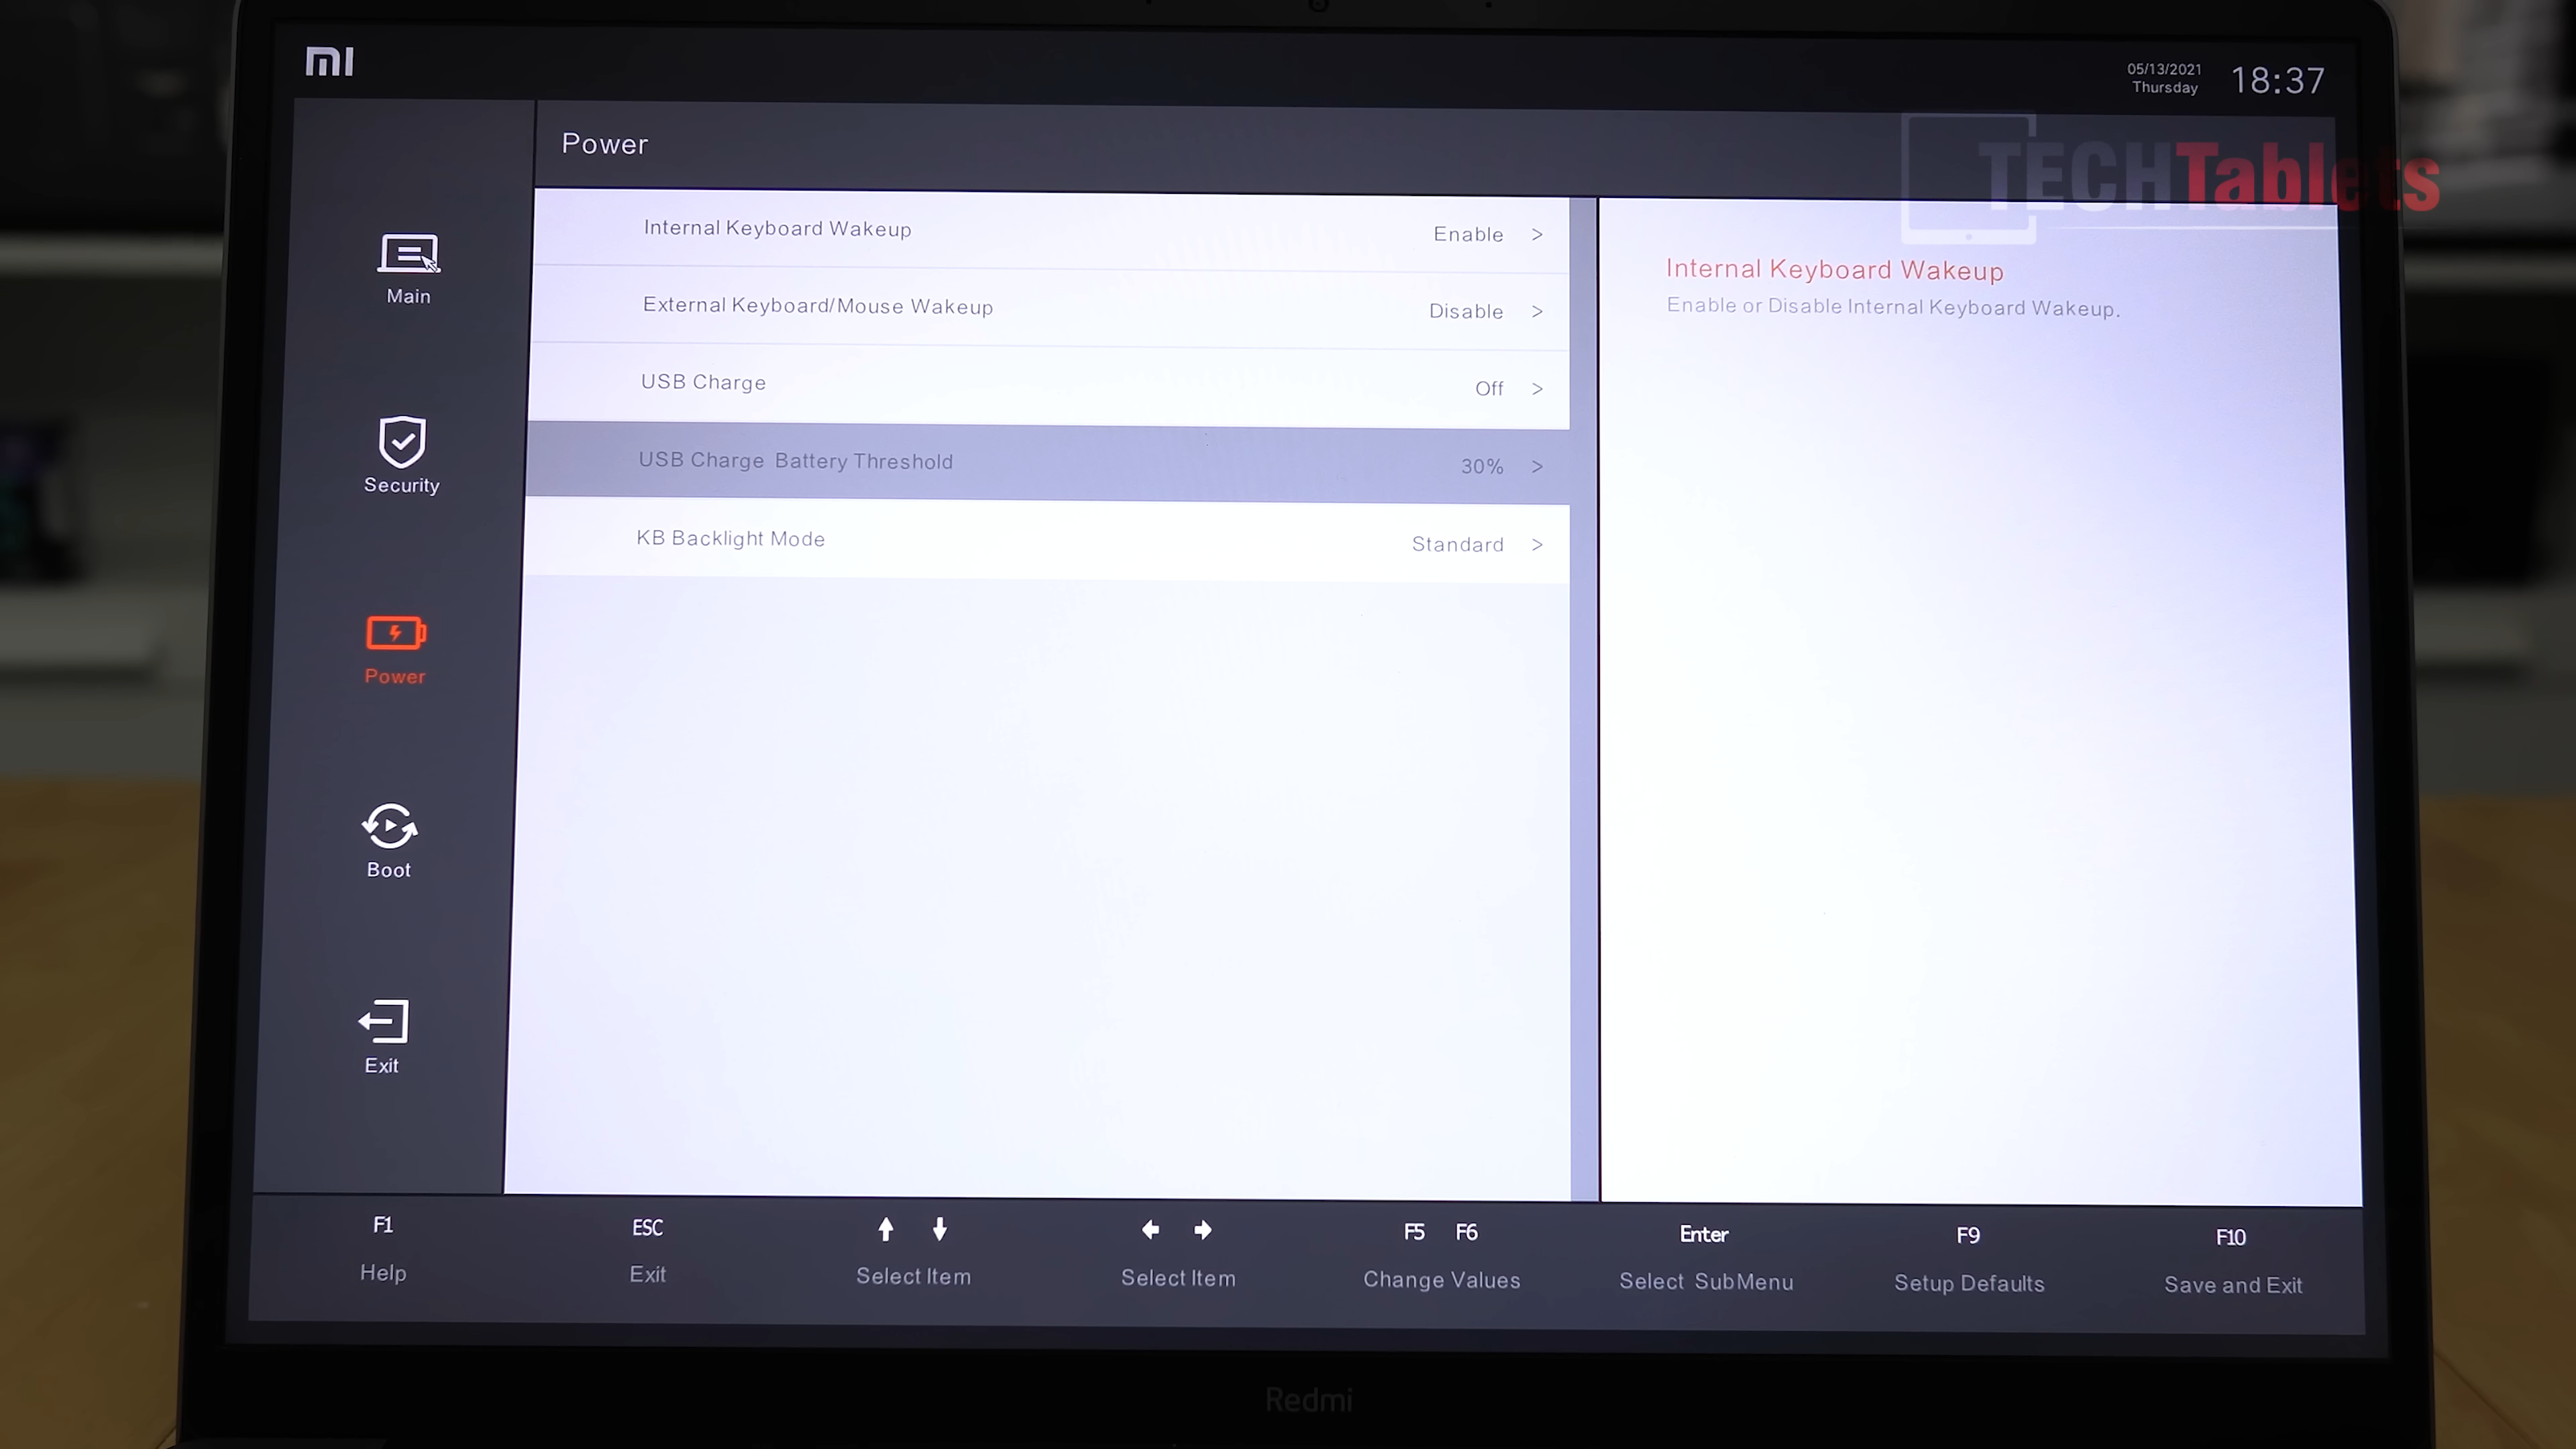 mi
05/13/2021
Thursday
18:37
TECHTablets
Power
Main
Security
Power
Boot
Exit
Internal Keyboard Wakeup Enable >
External Keyboard/Mouse Wakeup Disable >
USB Charge Off >
USB Charge Battery Threshold 30% >
KB Backlight Mode Standard >
Internal Keyboard Wakeup
Enable or Disable Internal Keyboard Wakeup.
F1
Help
ESC
Exit
Select Item
Select Item
F5 F6
Change Values
Enter
Select SubMenu
F9
Setup Defaults
F10
Save and Exit
Redmi